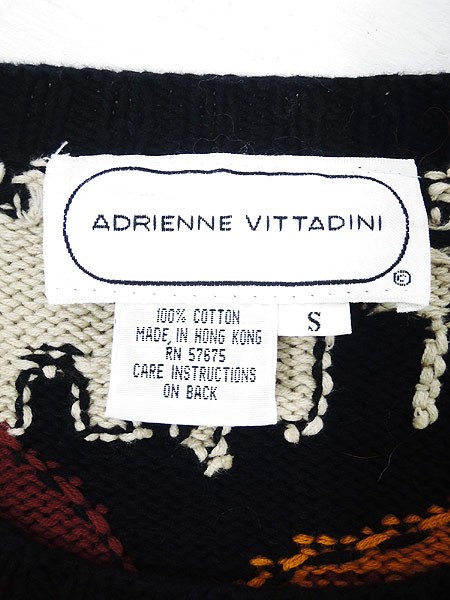 ADRIENNE VITTADINI
©
100% COTTON
MADE IN HONG KONG
RN 57675
CARE INSTRUCTIONS
ON BACK
S